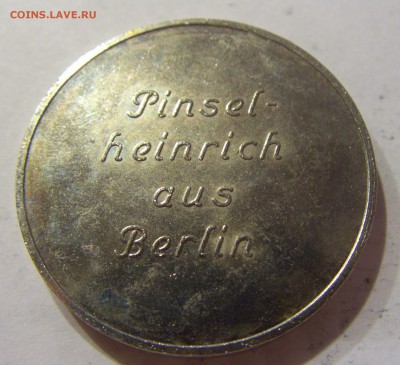 COINS.LAVE.RU
Pinsel-
heinrich
aus
Berlin